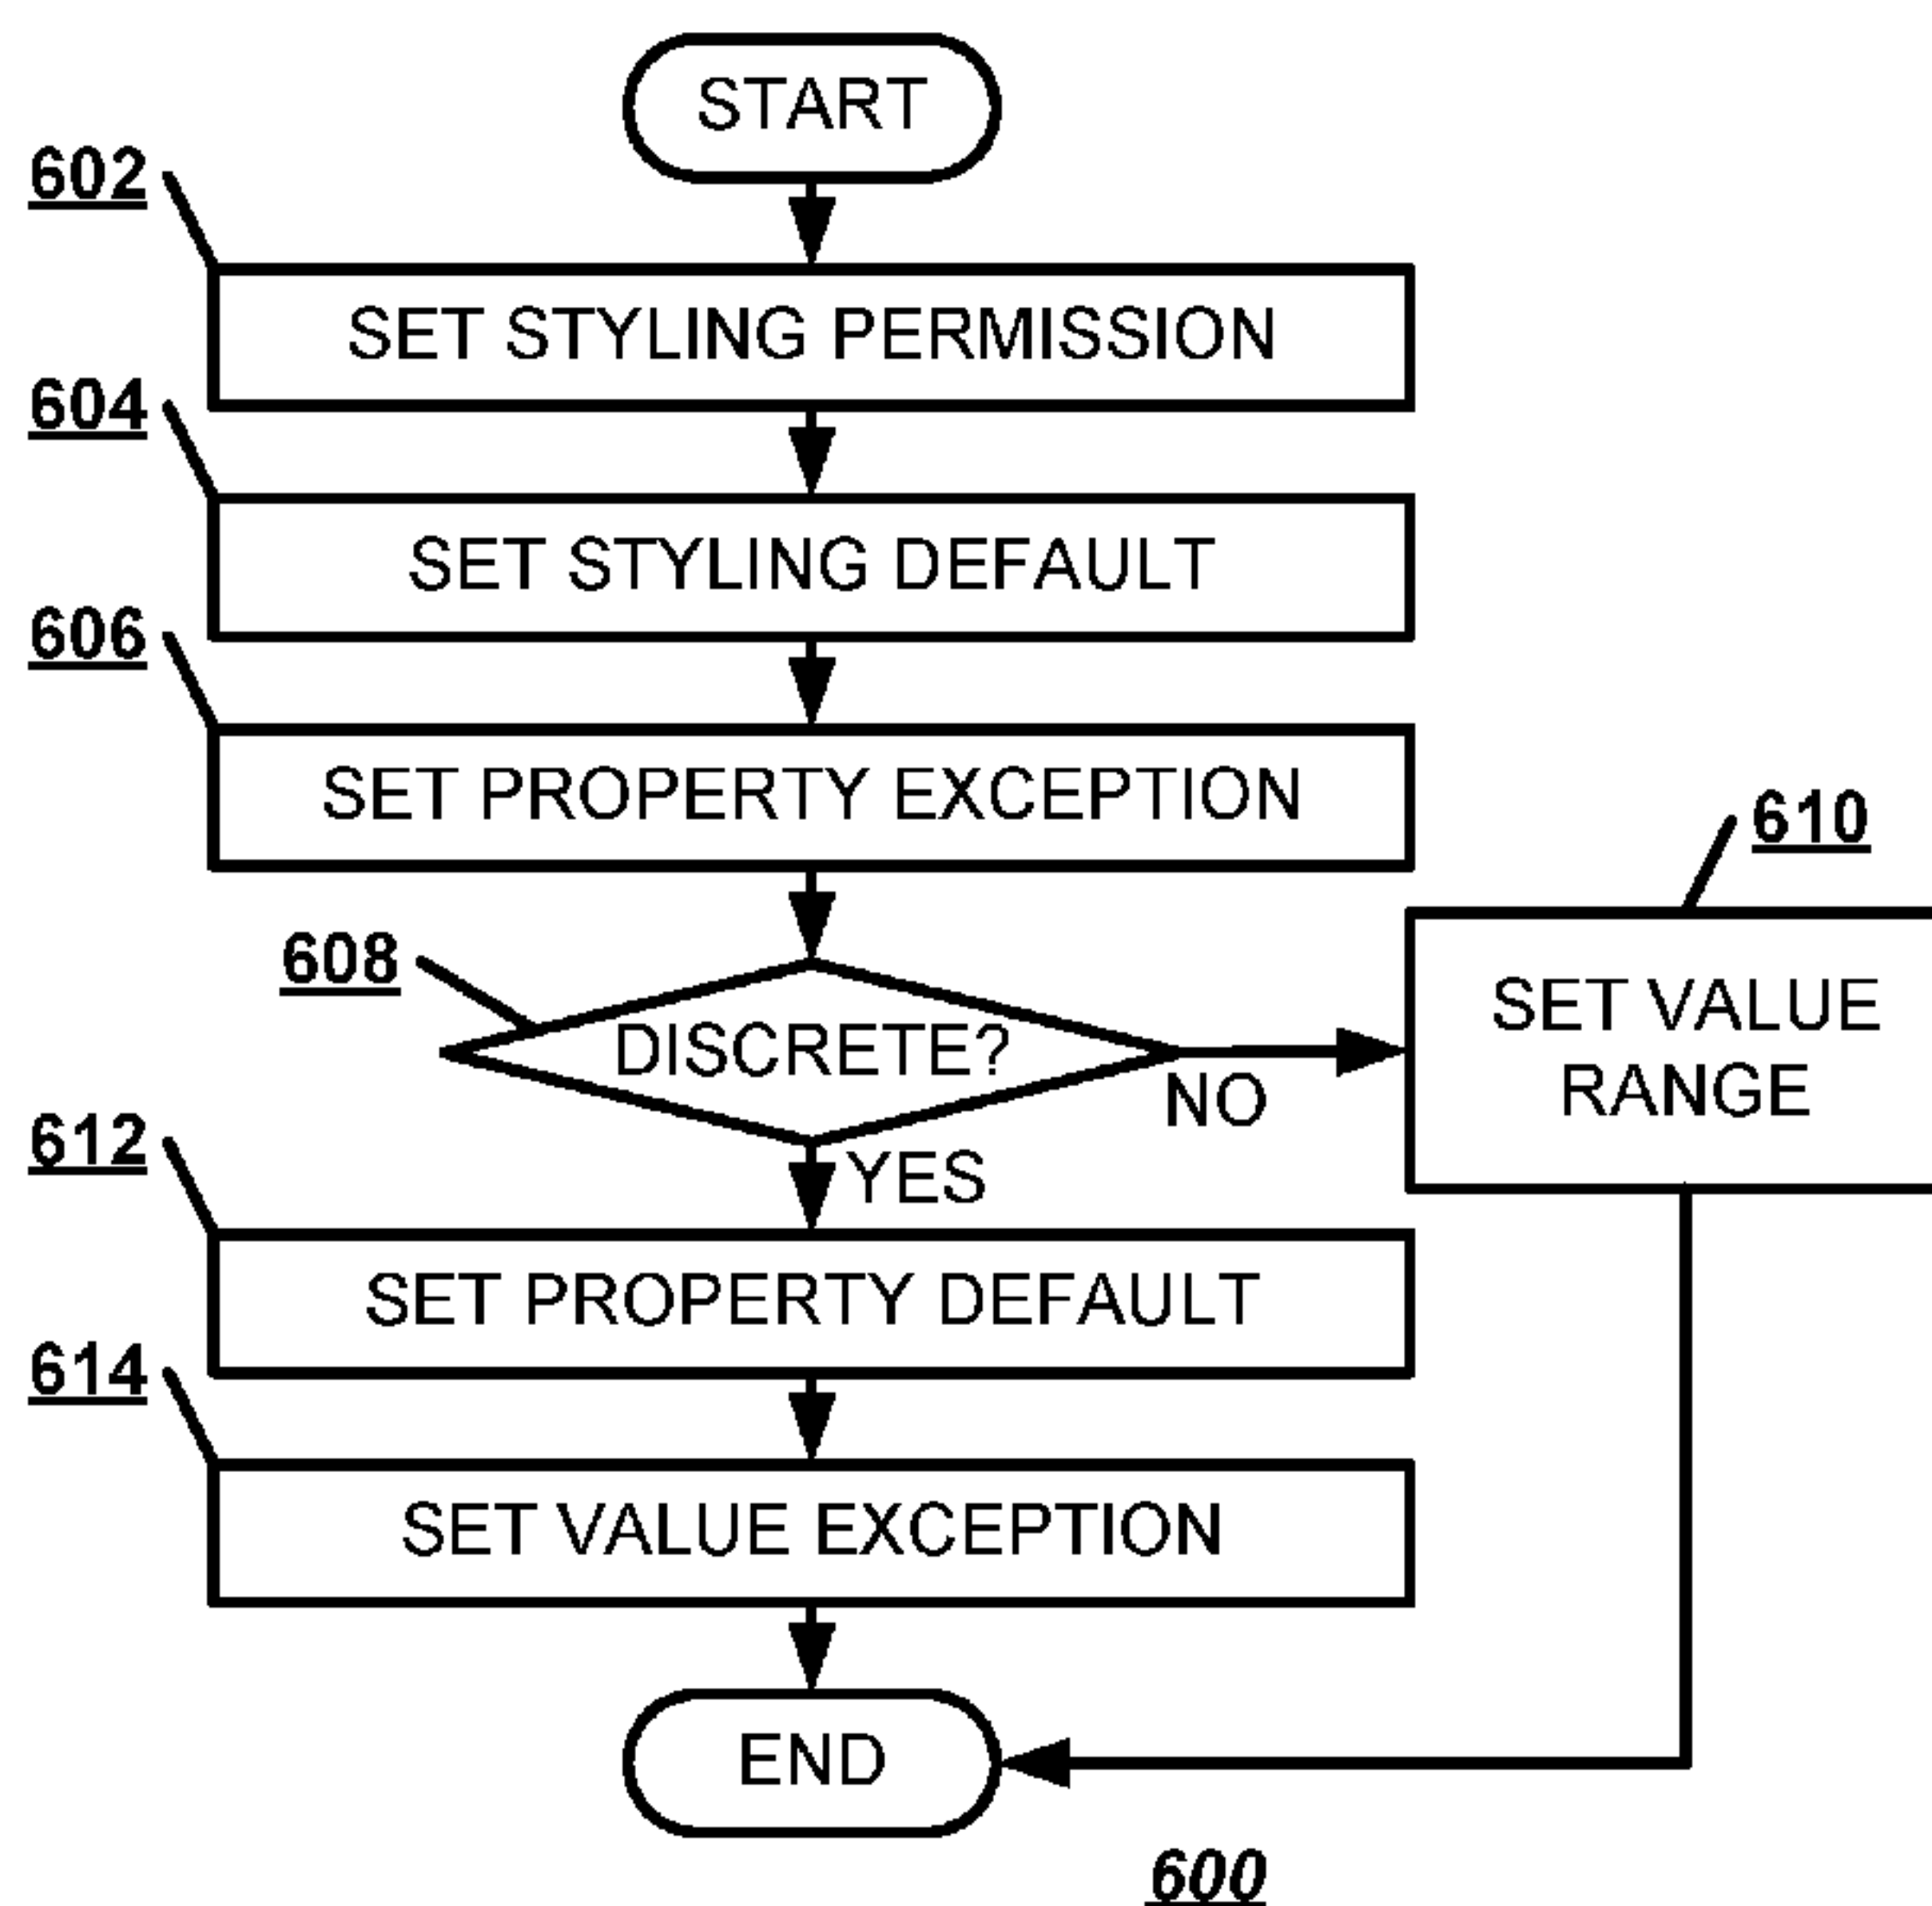 START
602
SET STYLING PERMISSION
604
SET STYLING DEFAULT
606
SET PROPERTY EXCEPTION
610
608
DISCRETE?
SET VALUE
RANGE
NO
612
YES
SET PROPERTY DEFAULT
614
SET VALUE EXCEPTION
END
600